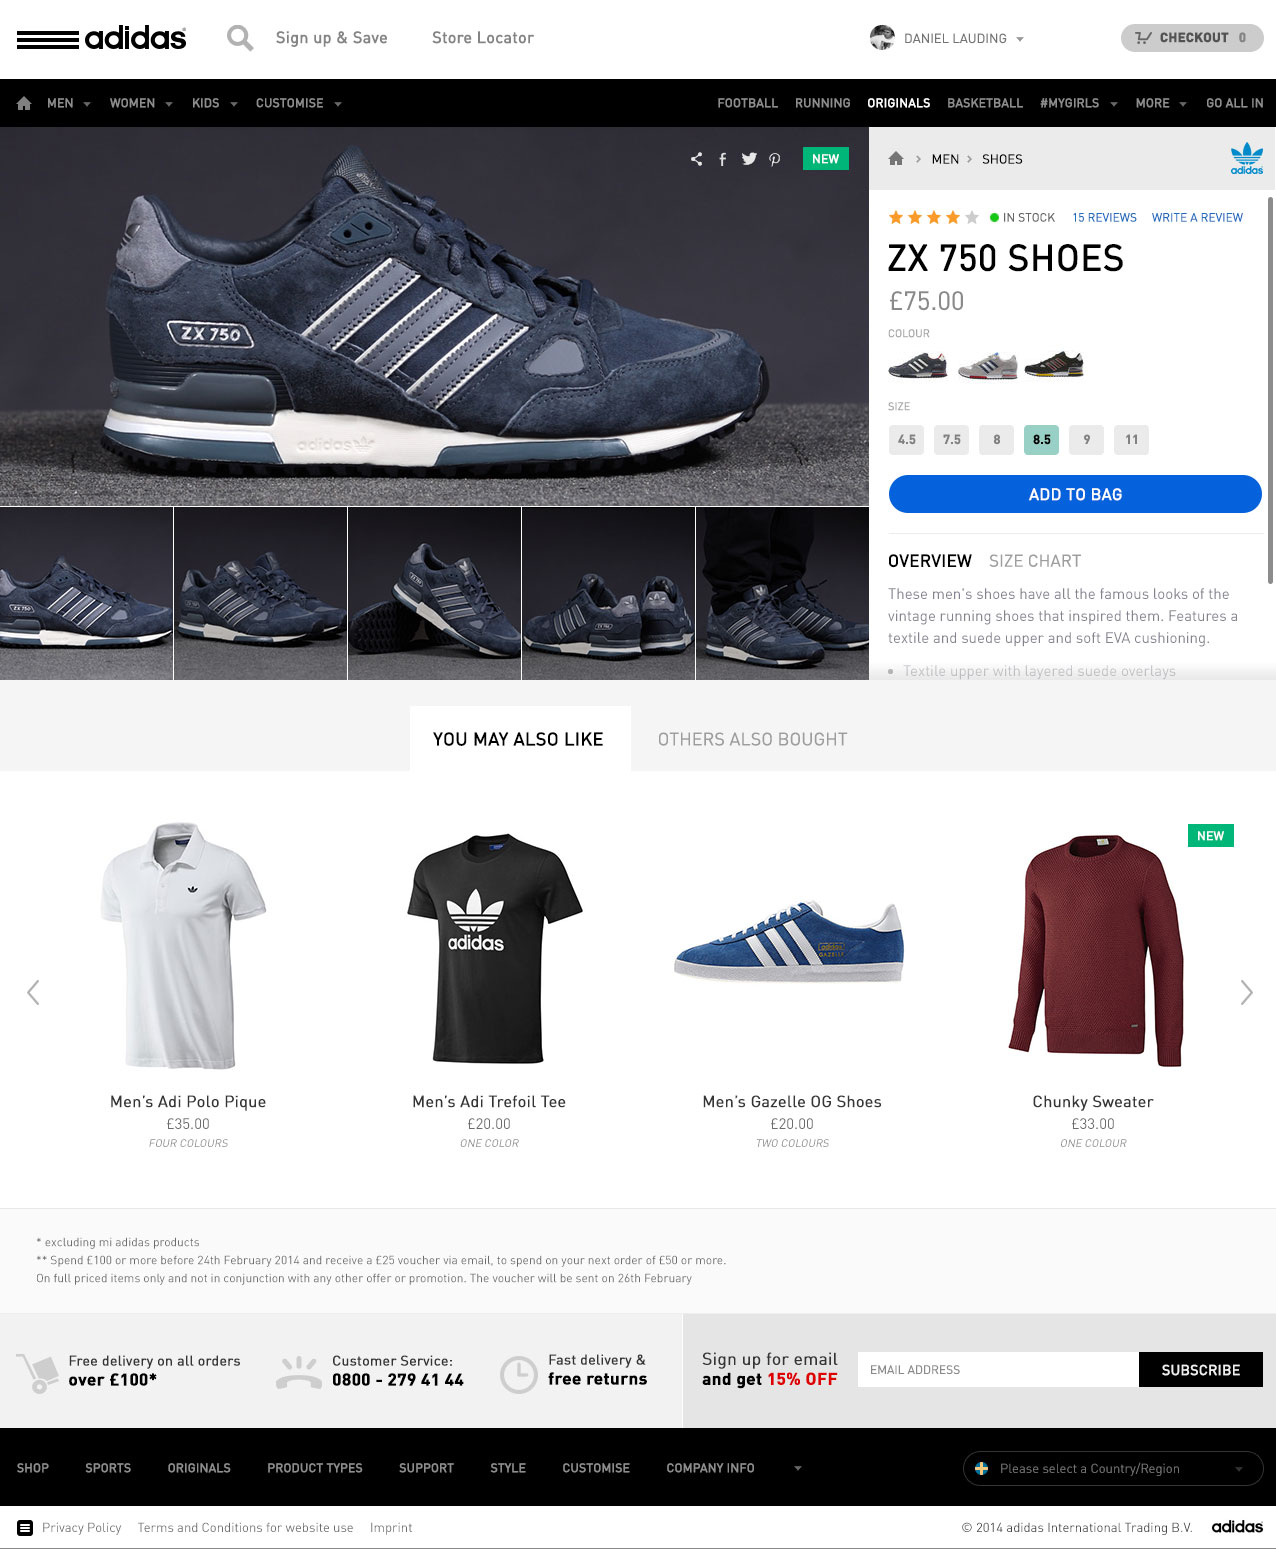 adidas Sign up & Save Store Locator DANIEL LAUDING CHECKOUT 0
MEN WOMEN KIDS CUSTOMISE FOOTBALL RUNNING ORIGINALS BASKETBALL #MYGIRLS MORE GO ALL IN
NEW
ZX 750
adidas
MEN SHOES
adidas
IN STOCK 15 REVIEWS WRITE A REVIEW
ZX 750 SHOES
£75.00
COLOUR
SIZE
4.5 7.5 8 8.5 9 11
ADD TO BAG
OVERVIEW SIZE CHART
These men's shoes have all the famous looks of the
vintage running shoes that inspired them. Features a
textile and suede upper and soft EVA cushioning.
• Textile upper with layered suede overlays
ZX 750
YOU MAY ALSO LIKE OTHERS ALSO BOUGHT
NEW
adidas
adidas
GAZELLE
Men’s Adi Polo Pique
£35.00
FOUR COLOURS
Men’s Adi Trefoil Tee
£20.00
ONE COLOR
Men’s Gazelle OG Shoes
£20.00
TWO COLOURS
Chunky Sweater
£33.00
ONE COLOUR
* excluding mi adidas products
** Spend £100 or more before 24th February 2014 and receive a £25 voucher via email, to spend on your next order of £50 or more.
On full priced items only and not in conjunction with any other offer or promotion. The voucher will be sent on 26th February
Free delivery on all orders
over £100*
Customer Service:
0800 - 279 41 44
Fast delivery &
free returns
Sign up for email
and get 15% OFF
EMAIL ADDRESS
SUBSCRIBE
SHOP SPORTS ORIGINALS PRODUCT TYPES SUPPORT STYLE CUSTOMISE COMPANY INFO Please select a Country/Region
Privacy Policy Terms and Conditions for website use Imprint © 2014 adidas International Trading B.V. adidas